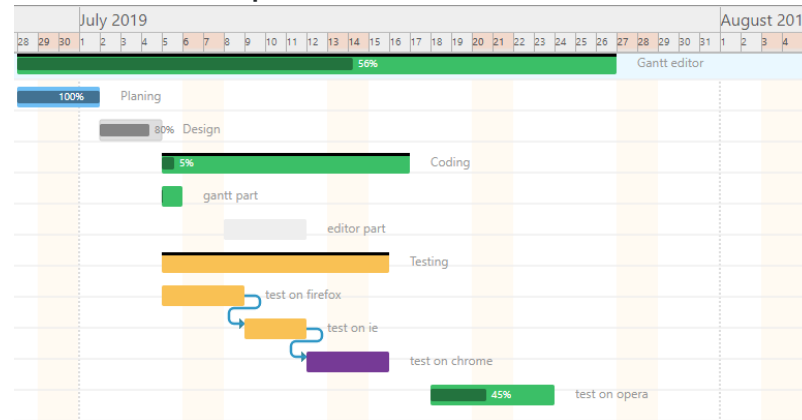 July 2019 August 201
28 29 30 1 2 3 4 5 6 7 8 9 10 11 12 13 14 15 16 17 18 19 20 21 22 23 24 25 26 27 28 29 30 31 1 2 3 4
56% Gantt editor
100% Planing
80% Design
5% Coding
gantt part
editor part
Testing
test on firefox
test on ie
test on chrome
45% test on opera